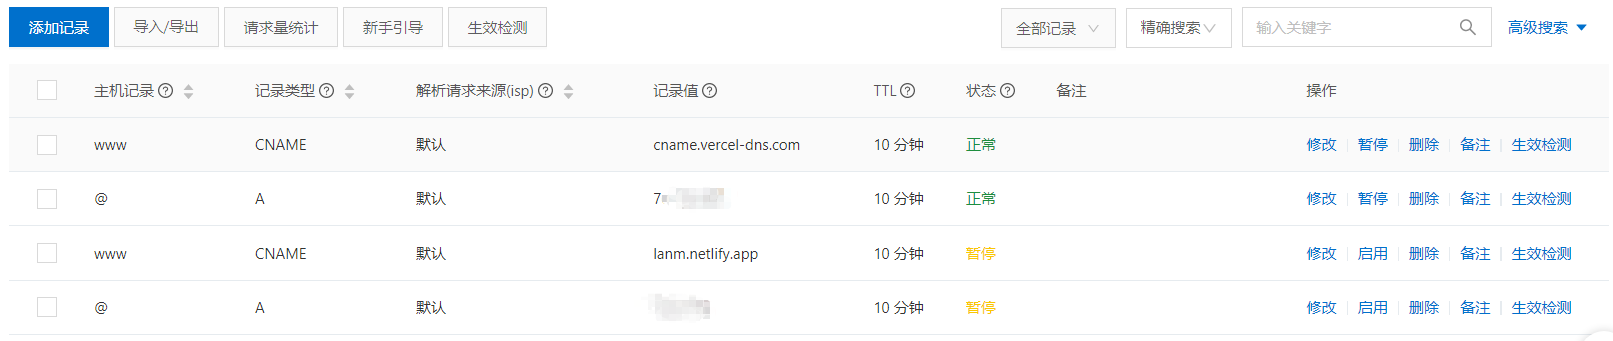 添加记录 导入/导出 请求量统计 新手引导 生效检测 全部记录 精确搜索 输入关键字 高级搜索
主机记录 记录类型 解析请求来源(isp) 记录值 TTL 状态 备注 操作
www CNAME 默认 cname.vercel-dns.com 10 分钟 正常 修改 暂停 删除 备注 生效检测
@ A 默认 7 10 分钟 正常 修改 暂停 删除 备注 生效检测
www CNAME 默认 lanm.netlify.app 10 分钟 暂停 修改 启用 删除 备注 生效检测
@ A 默认 10 分钟 暂停 修改 启用 删除 备注 生效检测